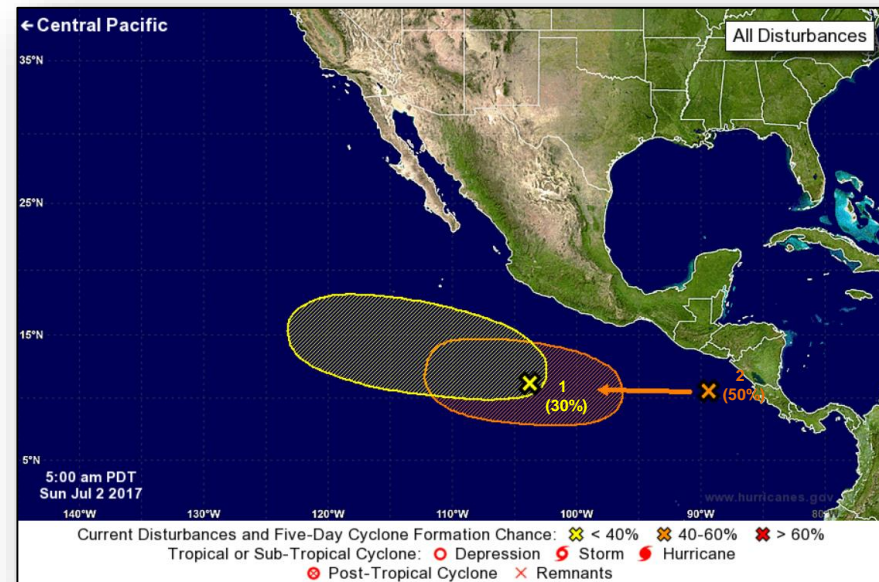 ←Central Pacific
All Disturbances
35°N
25°N
15°N
5°N
1
(30%)
2
(50%)
5:00 am PDT
Sun Jul 2 2017
www.hurricanes.gov
140°W 130°W 120°W 110°W 100°W 90°W 80°W
Current Disturbances and Five-Day Cyclone Formation Chance: < 40% 40-60% > 60%
Tropical or Sub-Tropical Cyclone: Depression Storm Hurricane
Post-Tropical Cyclone Remnants